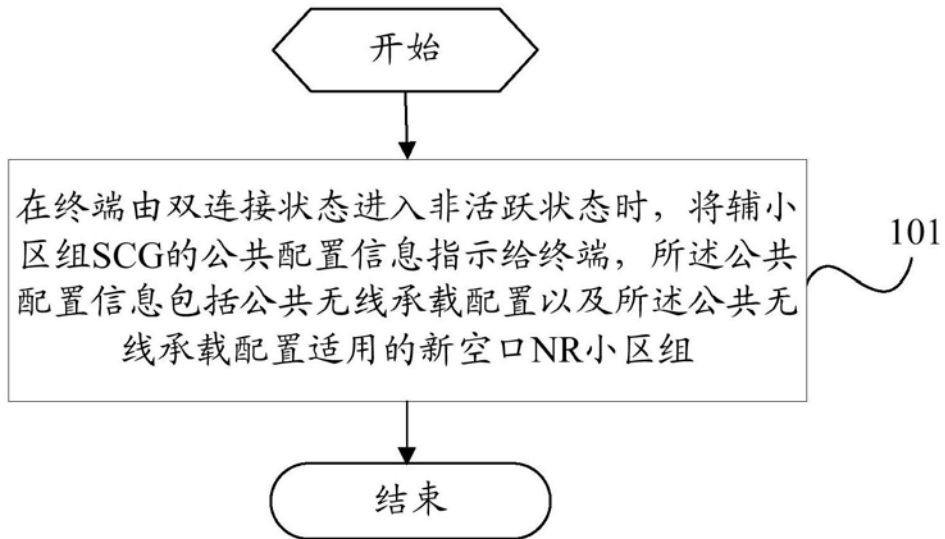 开始
在终端由双连接状态进入非活跃状态时，将辅小
区组SCG的公共配置信息指示给终端，所述公共
配置信息包括公共无线承载配置以及所述公共无
线承载配置适用的新空口NR小区组
101
结束